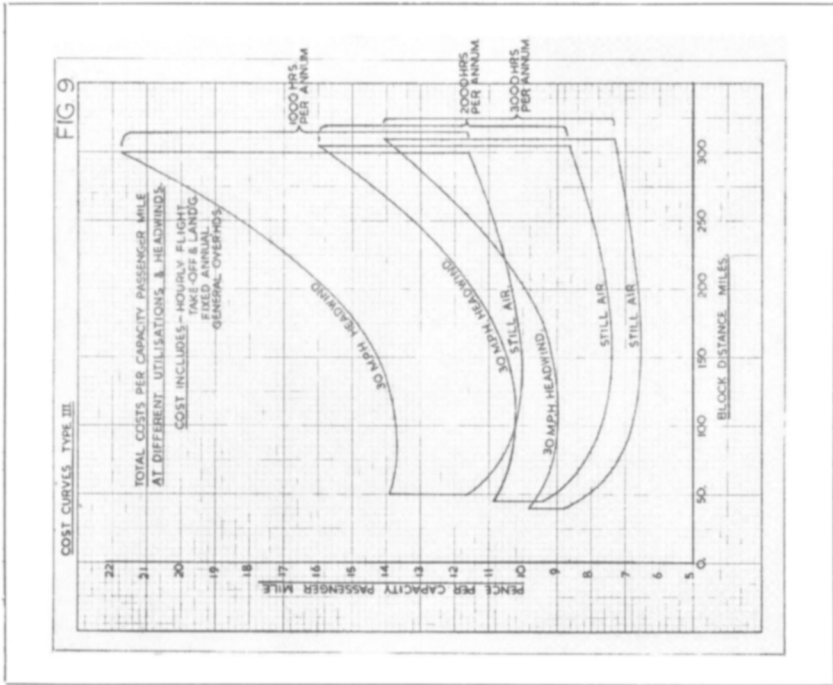 FIG 9
COST CURVES TYPE III
TOTAL COSTS PER CAPACITY PASSENGER MILE
AT DIFFERENT UTILISATIONS & HEADWINDS.
COST INCLUDES:- HOURLY FLIGHT
TAKE-OFF & LANDG.
FIXED ANNUAL
GENERAL OVERHDS.
1000 HRS
PER ANNUM
2000 HRS
PER ANNUM
3000 HRS
PER ANNUM
30 MPH HEADWIND
30 MPH HEADWIND
STILL AIR
30 MPH HEADWIND.
STILL AIR
STILL AIR
PENCE PER CAPACITY PASSENGER MILE
22
21
20
19
18
17
16
15
14
13
12
11
10
9
8
7
6
5
0. 50 100 150 200 250 300
BLOCK DISTANCE MILES.